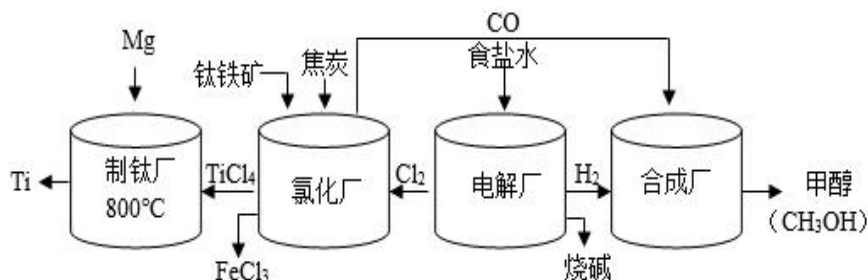 CO
Mg
食盐水
钛铁矿
焦炭
Ti
制钛厂
800℃
TiCl₄
氯化厂
Cl₂
电解厂
H₂
合成厂
甲醇
（CH₃OH）
FeCl₃
烧碱